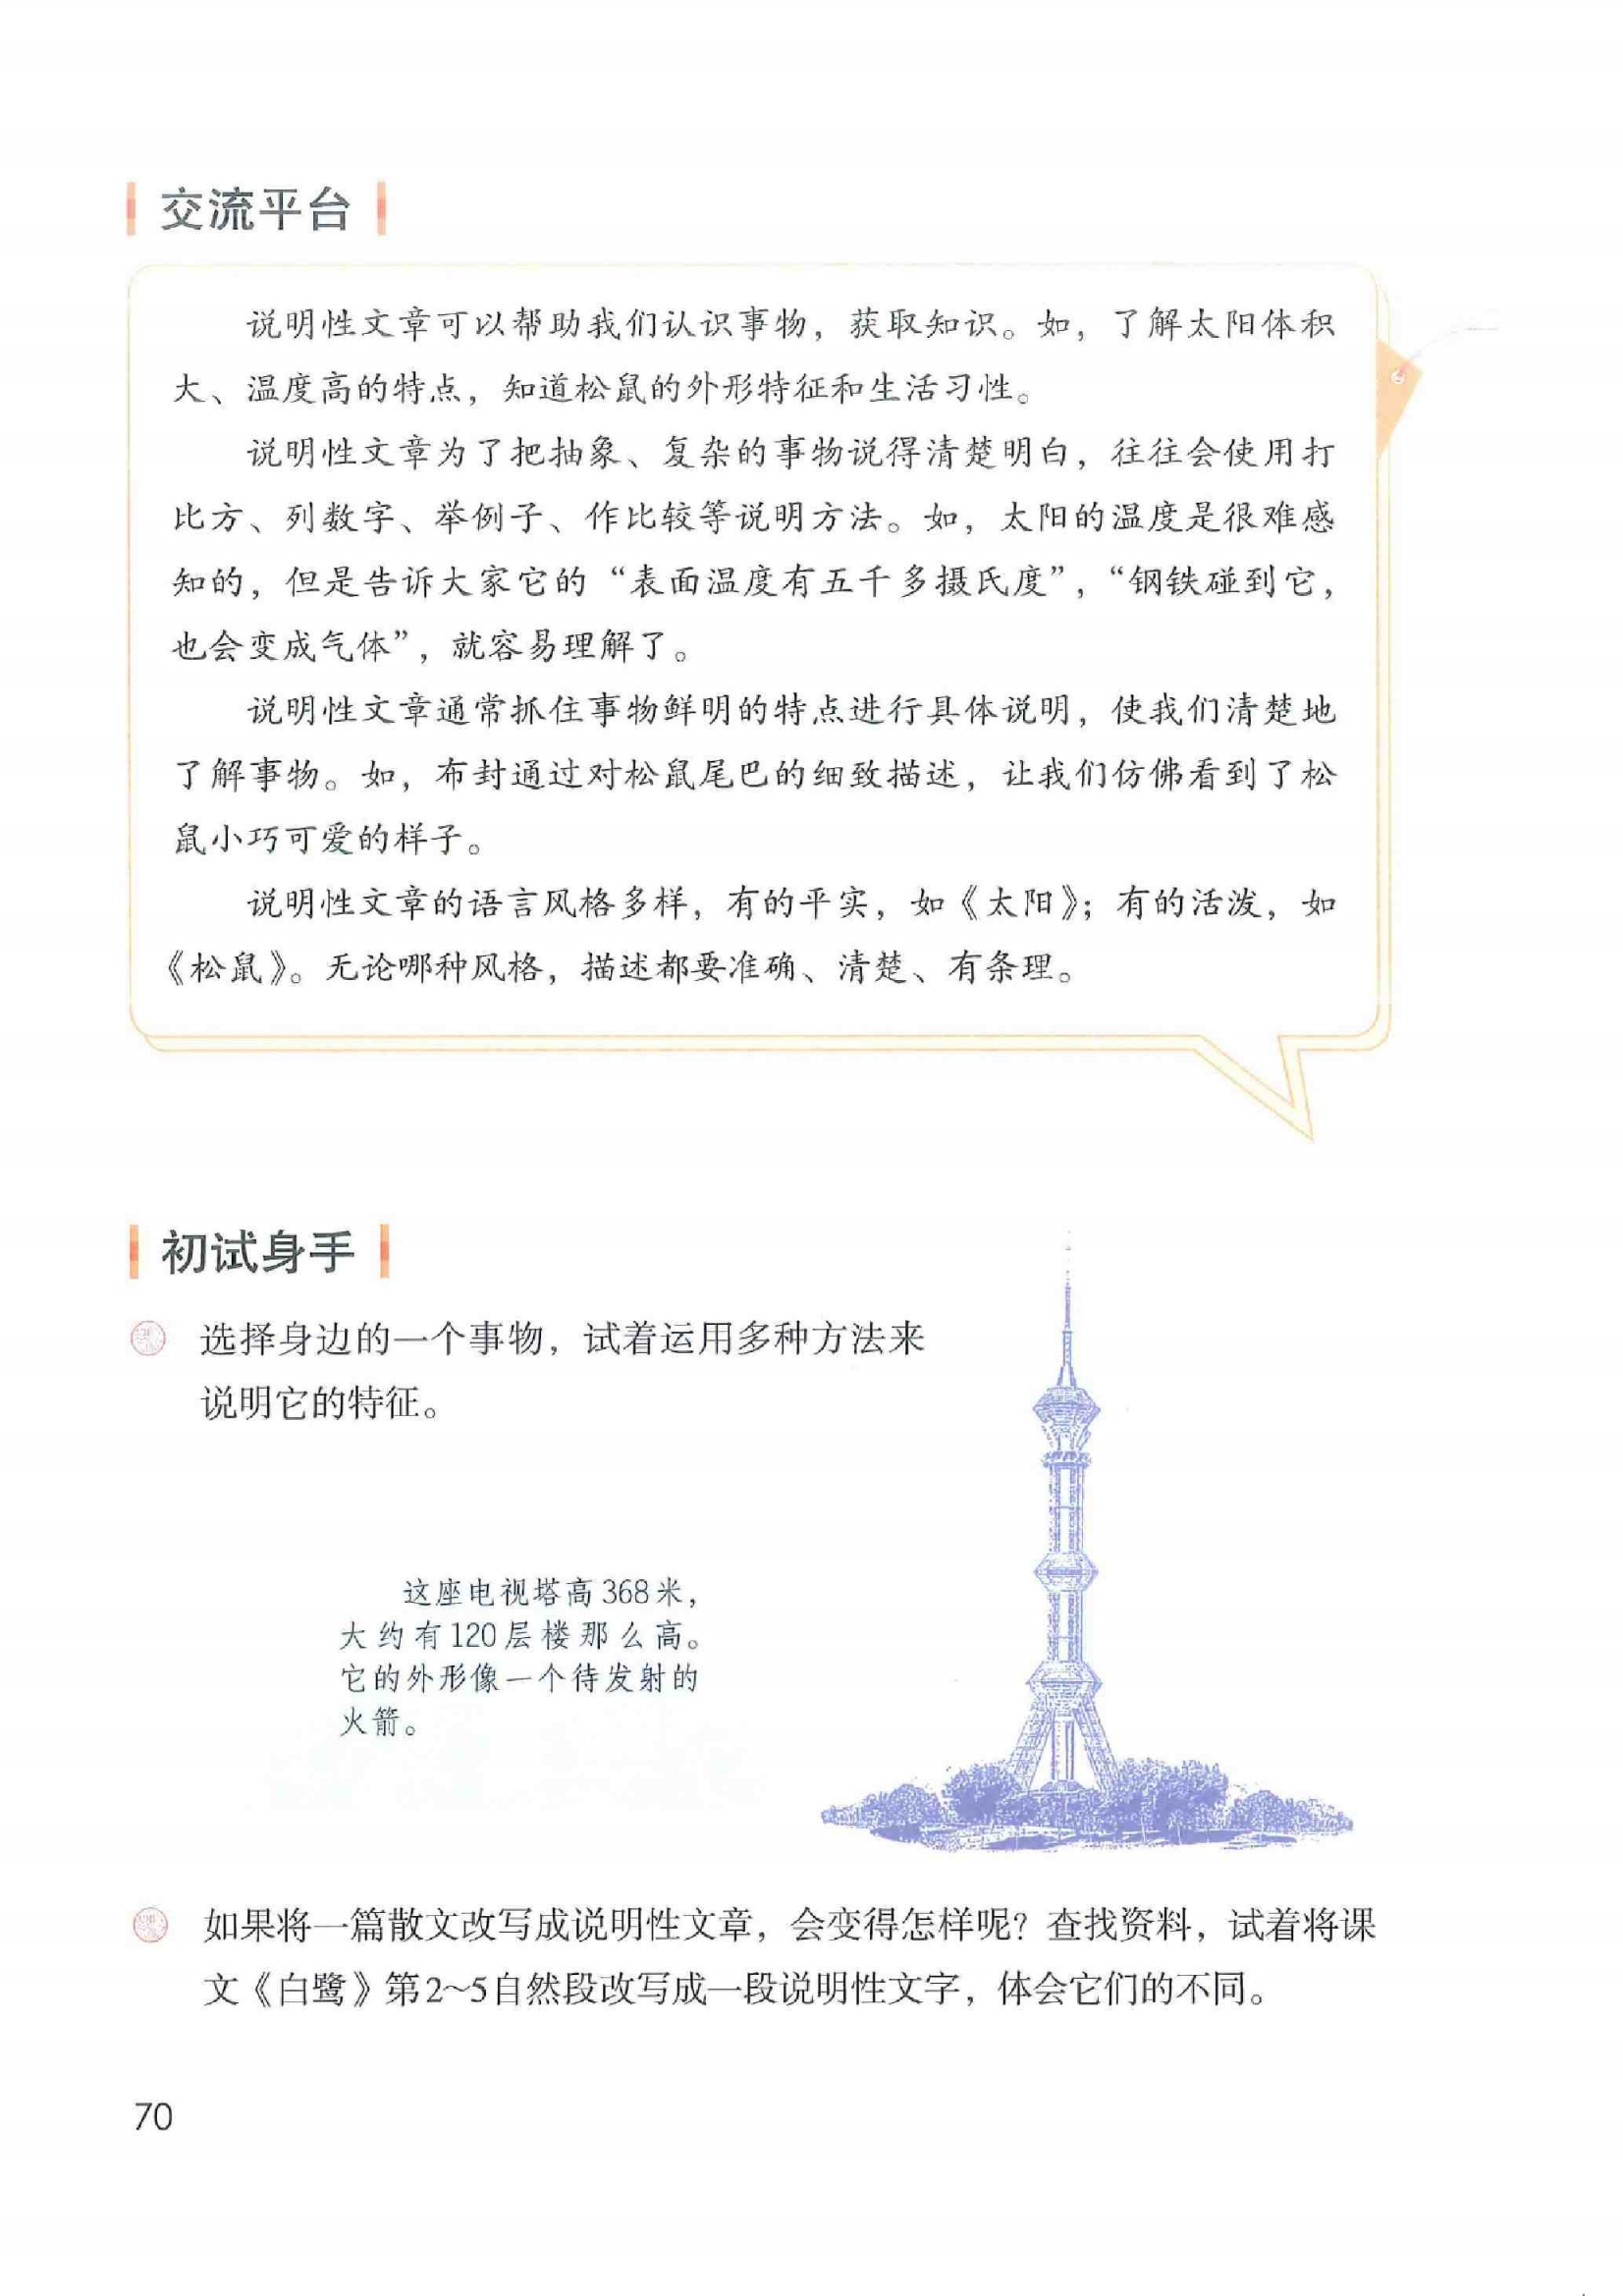 交流平台
说明性文章可以帮助我们认识事物，获取知识。如，了解太阳体积
大、温度高的特点，知道松鼠的外形特征和生活习性。
说明性文章为了把抽象、复杂的事物说得清楚明白，往往会使用打
比方、列数字、举例子、作比较等说明方法。如，太阳的温度是很难感
知的，但是告诉大家它的“表面温度有五千多摄氏度”，“钢铁碰到它，
也会变成气体”，就容易理解了。
说明性文章通常抓住事物鲜明的特点进行具体说明，使我们清楚地
了解事物。如，布封通过对松鼠尾巴的细致描述，让我们仿佛看到了松
鼠小巧可爱的样子。
说明性文章的语言风格多样，有的平实，如《太阳》；有的活泼，如
《松鼠》。无论哪种风格，描述都要准确、清楚、有条理。
初试身手
选择身边的一个事物，试着运用多种方法来
说明它的特征。
这座电视塔高368米，
大约有120层楼那么高。
它的外形像一个待发射的
火箭。
如果将一篇散文改写成说明性文章，会变得怎样呢？查找资料，试着将课
文《白鹭》第2~5自然段改写成一段说明性文字，体会它们的不同。
70